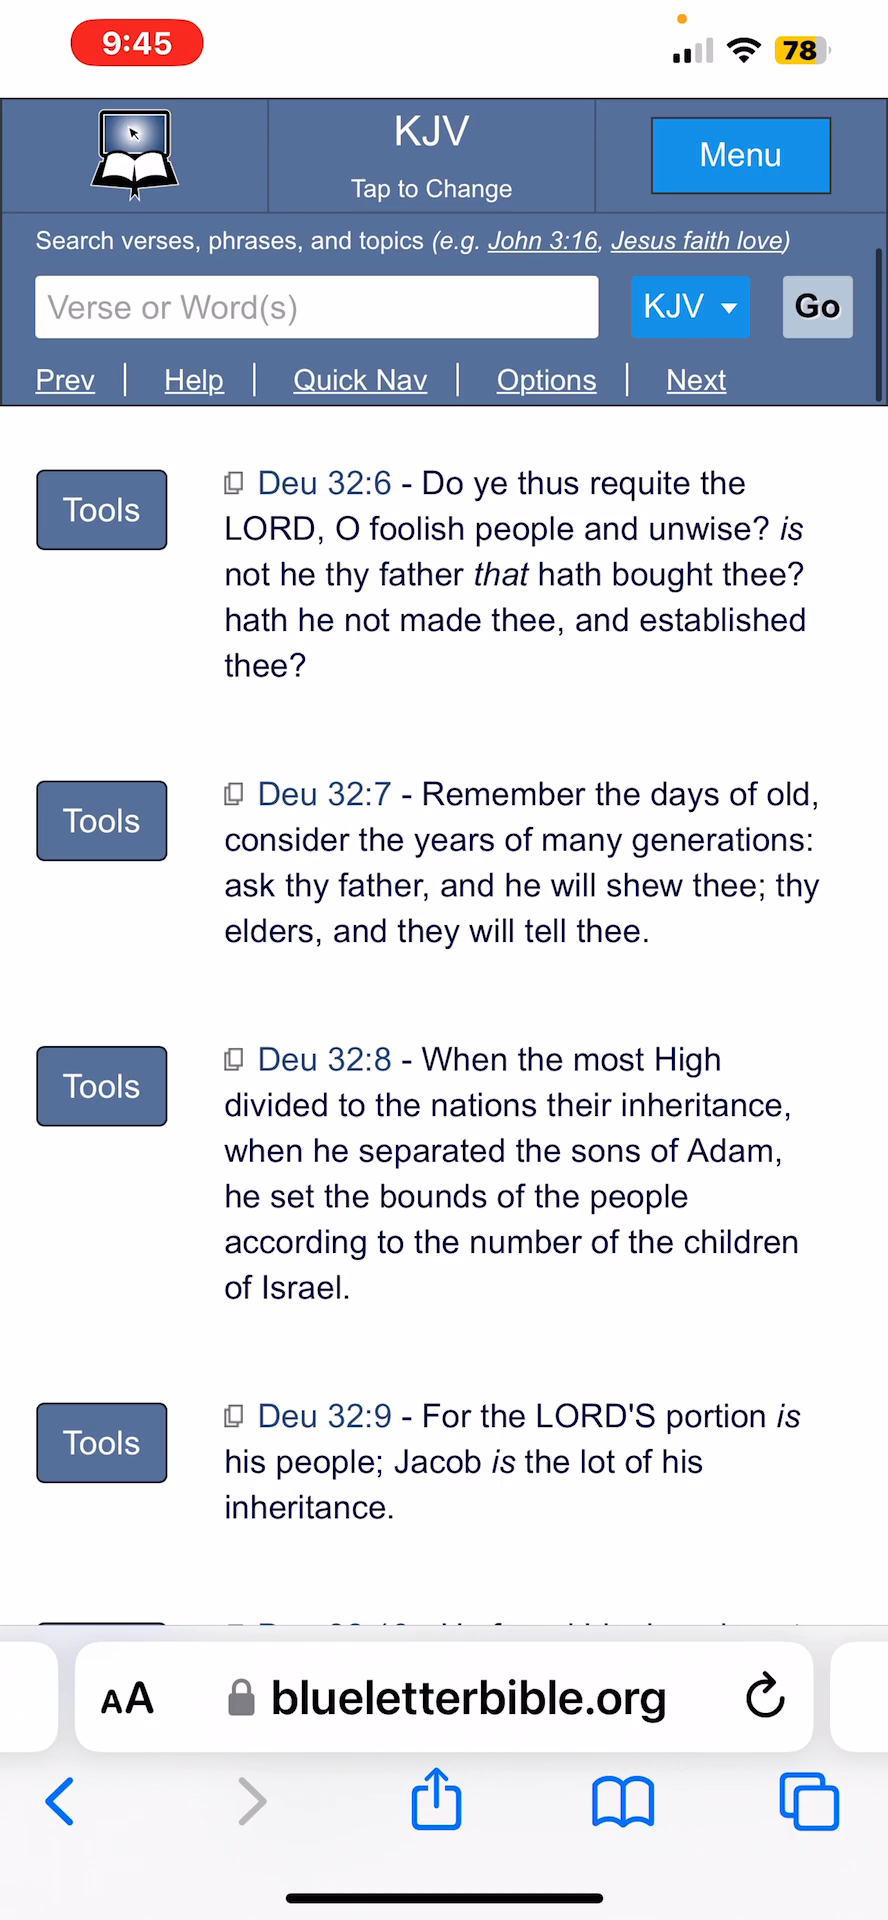 9:45
78
KJV
Tap to Change
Menu
Search verses, phrases, and topics (e.g. John 3:16, Jesus faith love)
Verse or Word(s)
KJV
Go
Prev | Help | Quick Nav | Options | Next
Tools
Deu 32:6 - Do ye thus requite the
LORD, O foolish people and unwise? is
not he thy father that hath bought thee?
hath he not made thee, and established
thee?
Tools
Deu 32:7 - Remember the days of old,
consider the years of many generations:
ask thy father, and he will shew thee; thy
elders, and they will tell thee.
Tools
Deu 32:8 - When the most High
divided to the nations their inheritance,
when he separated the sons of Adam,
he set the bounds of the people
according to the number of the children
of Israel.
Tools
Deu 32:9 - For the LORD'S portion is
his people; Jacob is the lot of his
inheritance.
AA
blueletterbible.org